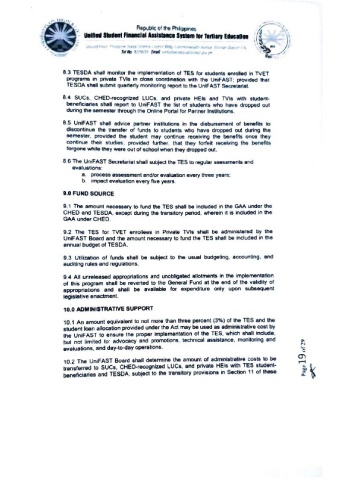 Republic of the Philippines
Unified Student Financial Assistance System for Tertiary Education
8.3 TESDA shall monitor the implementation of TES for students enrolled in TVET
programs in private TVIs in close coordination with the UniFAST; provided that
TESDA shall submit quarterly monitoring report to the UniFAST Secretariat.
8.4 SUCs, CHED-recognized LUCs, and private HEIs and TVIs with student-
beneficiaries shall report to UniFAST the list of students who have dropped out
during the semester through the Online Portal for Partner Institutions.
8.5 UniFAST shall advice partner institutions in the disbursement of benefits to
discontinue the transfer of funds to students who have dropped out during the
semester, provided the student may continue receiving the benefits once they
continue their studies, provided further, that they forfeit receiving the benefits
forgone while they were out of school when they dropped out.
8.6 The UniFAST Secretariat shall subject the TES to regular assessments and
evaluations:
a. process assessment and/or evaluation every three years;
b. impact evaluation every five years.
9.0 FUND SOURCE
9.1 The amount necessary to fund the TES shall be included in the GAA under the
CHED and TESDA, except during the transitory period, wherein it is included in the
GAA under CHED.
9.2 The TES for TVET enrollees in Private TVIs shall be administered by the
UniFAST Board and the amount necessary to fund the TES shall be included in the
annual budget of TESDA.
9.3 Utilization of funds shall be subject to the usual budgeting, accounting, and
auditing rules and regulations.
9.4 All unreleased appropriations and unobligated allotments in the implementation
of this program shall be reverted to the General Fund at the end of the validity of
appropriations and shall be available for expenditure only upon subsequent
legislative enactment.
10.0 ADMINISTRATIVE SUPPORT
10.1 An amount equivalent to not more than three percent (3%) of the TES and the
student loan allocation provided under the Act may be used as administrative cost by
the UniFAST to ensure the proper implementation of the TES, which shall include,
but not limited to: advocacy and promotions, technical assistance, monitoring and
evaluations, and day-to-day operations.
10.2 The UniFAST Board shall determine the amount of administrative costs to be
transferred to SUCs, CHED-recognized LUCs, and private HEIs with TES student-
beneficiaries and TESDA, subject to the transitory provisions in Section 11 of these
Page 19 of 29